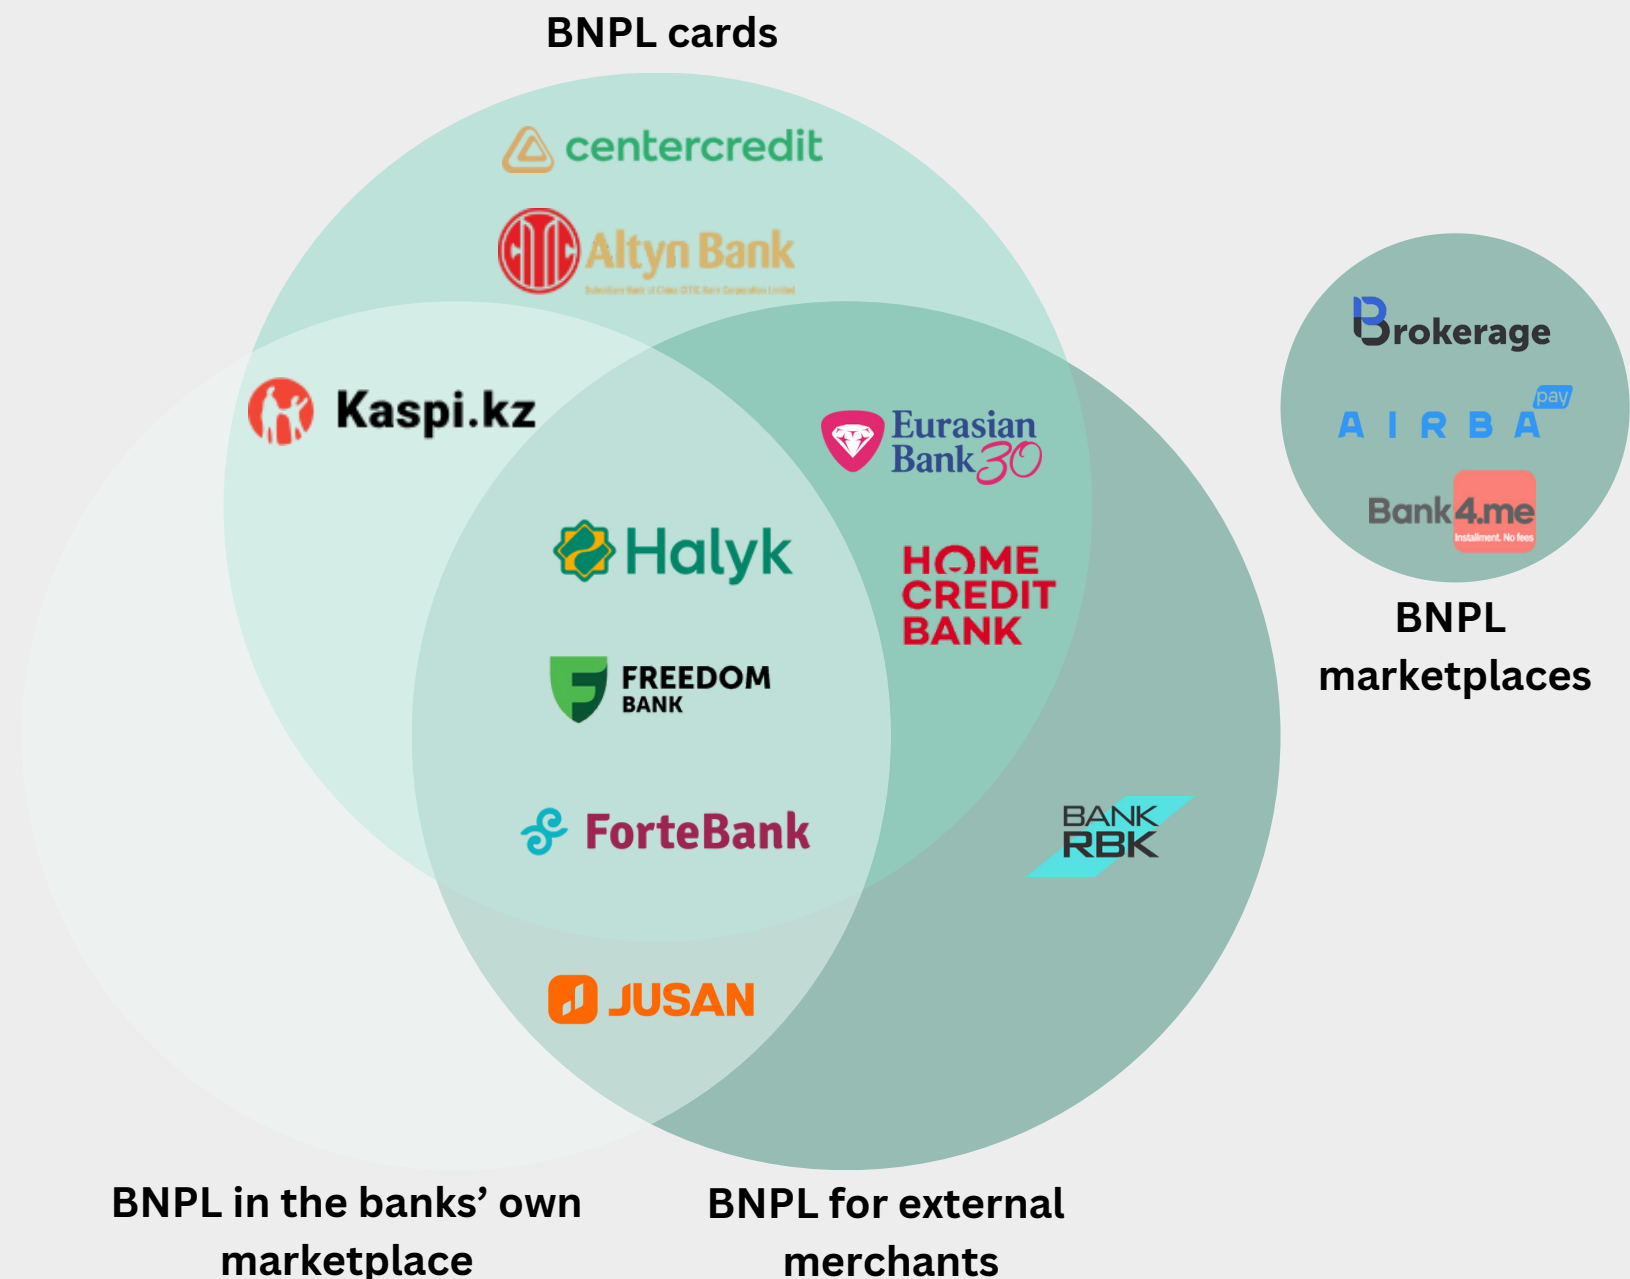 BNPL cards
centercredit
Altyn Bank
Kaspi.kz
Eurasian
Bank 30
Halyk
HOME
CREDIT
BANK
FREEDOM
BANK
ForteBank
BANK
RBK
JUSAN
Brokerage
AIRBA pay
Bank4.me
Installment. No fees
BNPL
marketplaces
BNPL in the banks’ own
marketplace
BNPL for external
merchants